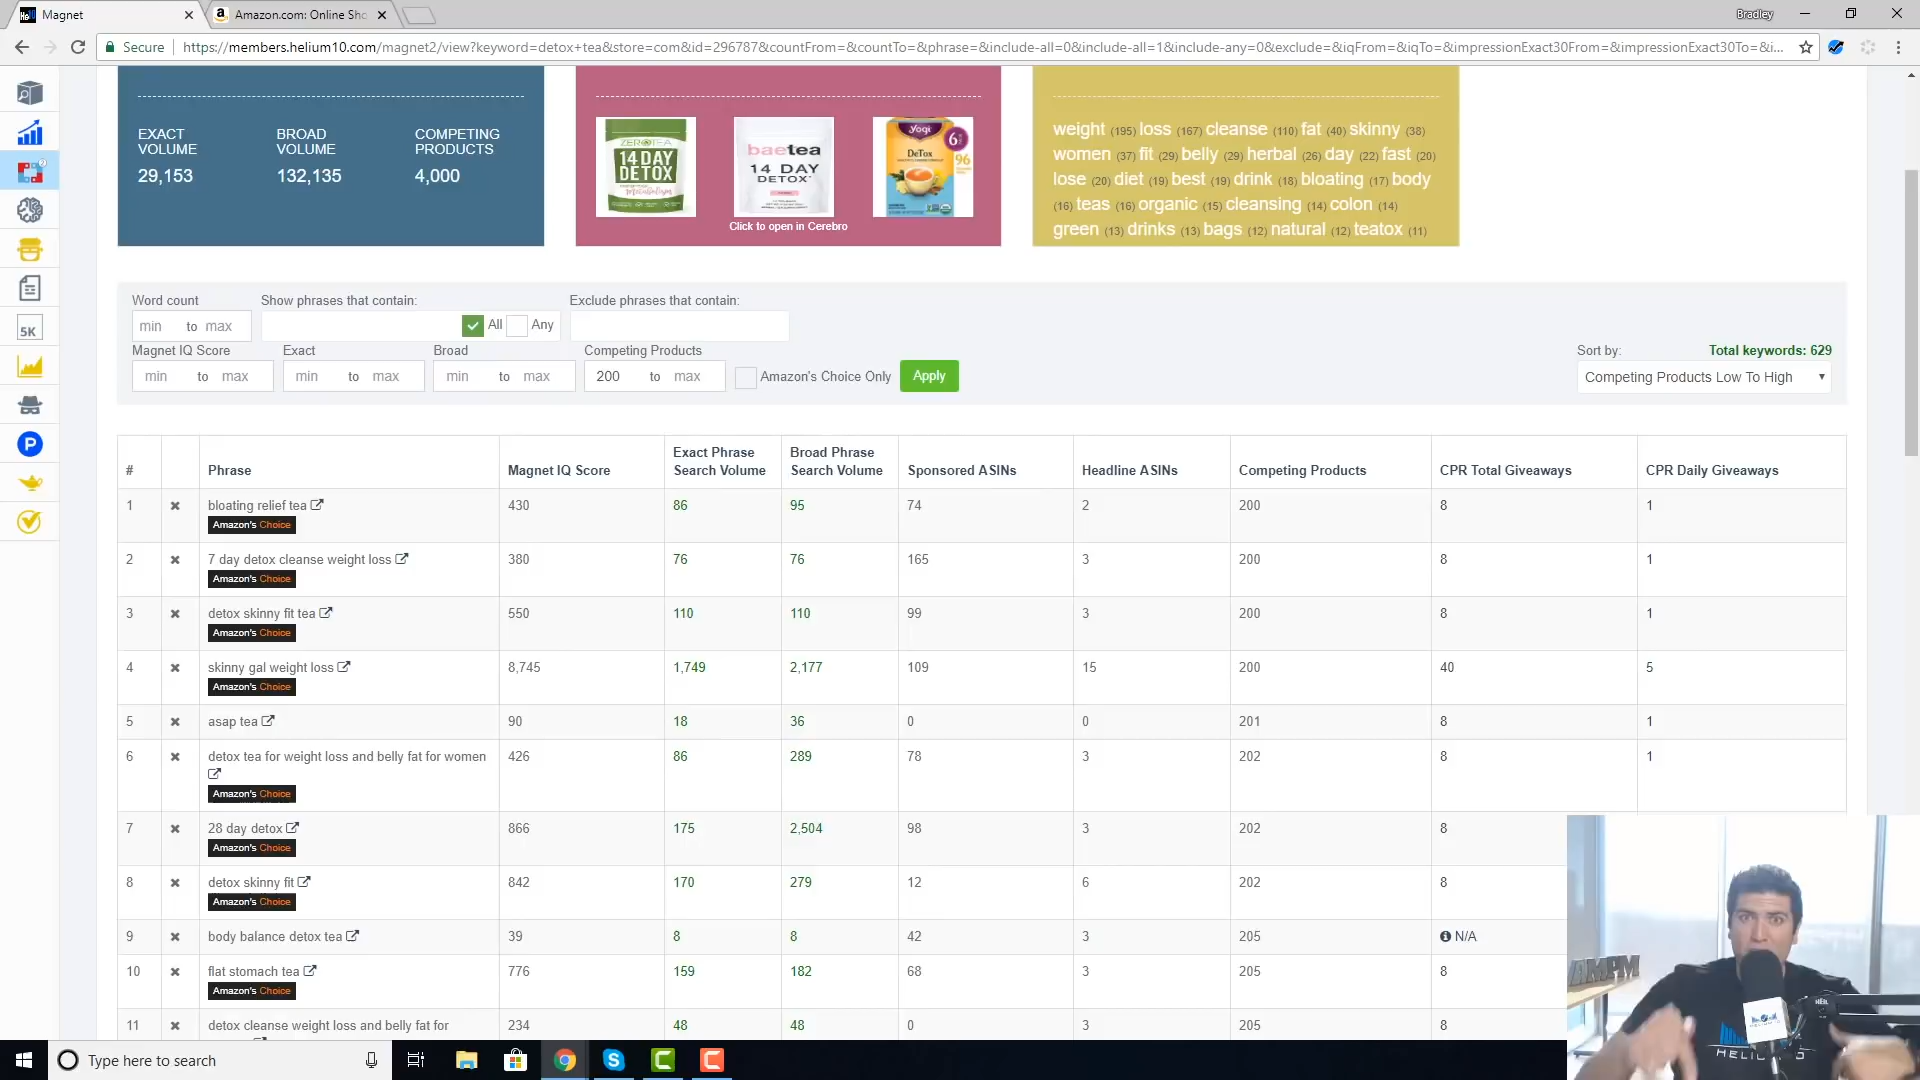 Magnet
Amazon.com: Online Sho
Bradley
Secure
https://members.helium10.com/magnet2/view?keyword=detox+tea&store=com&id=296787&countFrom=&countTo=&phrase=&include-all=0&include-all=1&include-any=0&exclude=&iqFrom=&iqTo=&impressionExact30From=&impressionExact30To=&i...
EXACT VOLUME
29,153
BROAD VOLUME
132,135
COMPETING PRODUCTS
4,000
ZEROTEA
14 DAY
DETOX
baetea
14 DAY
DETOX
Click to open in Cerebro
Yogi
DeTox
6
96
weight (195) loss (167) cleanse (110) fat (40) skinny (38)
women (37) fit (29) belly (29) herbal (26) day (22) fast (20)
lose (20) diet (19) best (19) drink (18) bloating (17) body
(16) teas (16) organic (15) cleansing (14) colon (14)
green (13) drinks (13) bags (12) natural (12) teatox (11)
5K
P
Word count
min to max
Show phrases that contain:
All Any
Exclude phrases that contain:
Magnet IQ Score
min to max
Exact
min to max
Broad
min to max
Competing Products
200 to max
Amazon's Choice Only
Apply
Sort by:
Total keywords: 629
Competing Products Low To High
# Phrase Magnet IQ Score Exact Phrase Search Volume Broad Phrase Search Volume Sponsored ASINs Headline ASINs Competing Products CPR Total Giveaways CPR Daily Giveaways
1 bloating relief tea 430 86 95 74 2 200 8 1
Amazon's Choice
2 7 day detox cleanse weight loss 380 76 76 165 3 200 8 1
Amazon's Choice
3 detox skinny fit tea 550 110 110 99 3 200 8 1
Amazon's Choice
4 skinny gal weight loss 8,745 1,749 2,177 109 15 200 40 5
Amazon's Choice
5 asap tea 90 18 36 0 0 201 8 1
6 detox tea for weight loss and belly fat for women 426 86 289 78 3 202 8 1
Amazon's Choice
7 28 day detox 866 175 2,504 98 3 202 8
Amazon's Choice
8 detox skinny fit 842 170 279 12 6 202 8
Amazon's Choice
9 body balance detox tea 39 8 8 42 3 205 N/A
10 flat stomach tea 776 159 182 68 3 205 8
Amazon's Choice
11 detox cleanse weight loss and belly fat for 234 48 48 0 3 205 8
AMPM
Type here to search